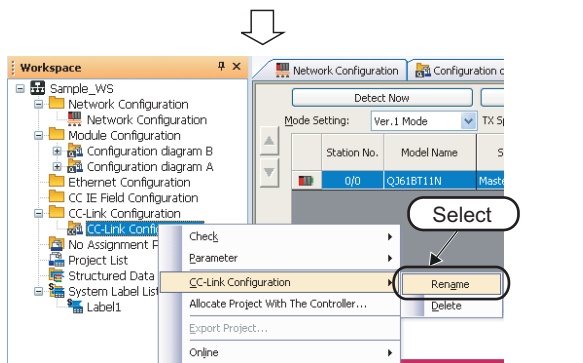 Workspace
Sample_WS
Network Configuration
Network Configuration
Module Configuration
Configuration diagram B
Configuration diagram A
Ethernet Configuration
CC IE Field Configuration
CC-Link Configuration
CC-Link Confi
No Assignment P
Project List
Structured Data
System Label List
Label1
Network Configuration
Configuration
Detect Now
Mode Setting:
Ver.1 Mode
TX Sp
Station No.
Model Name
S
0/0
QJ61BT11N
Maste
Select
Check
Parameter
CC-Link Configuration
Allocate Project With The Controller...
Export Project...
Online
Rename
Delete